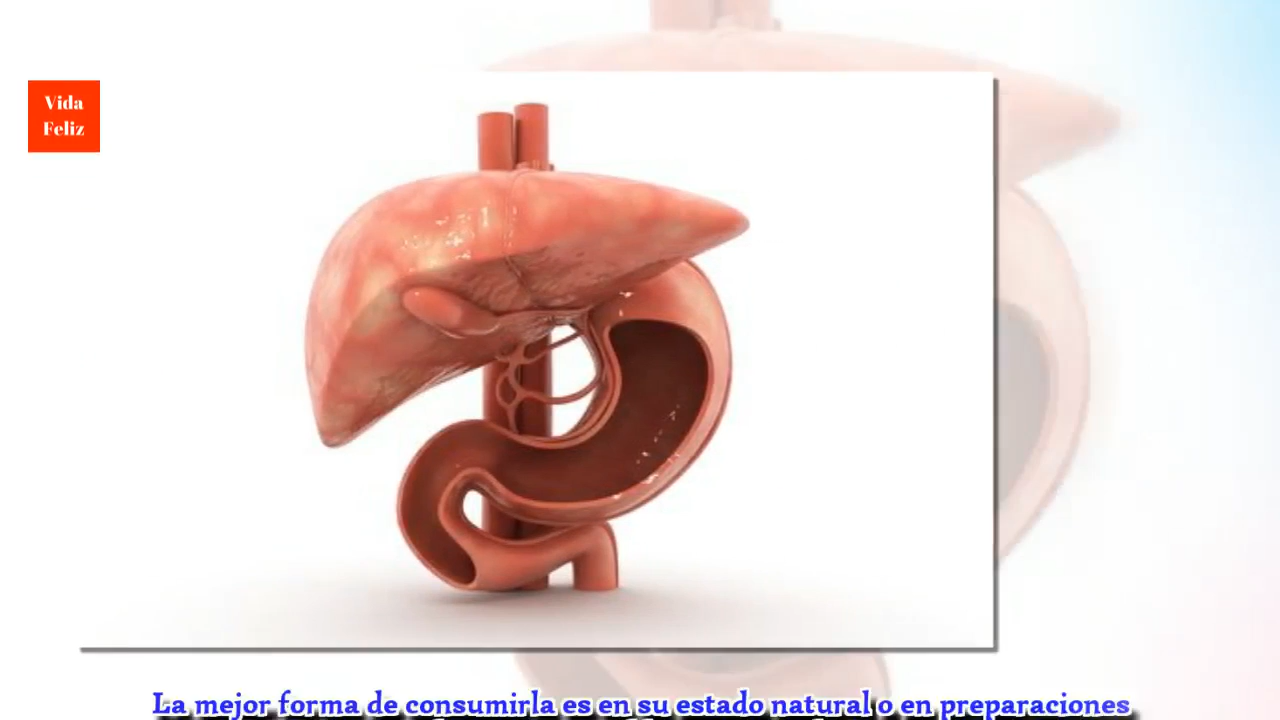 Vida
Feliz
La mejor forma de consumirla es en su estado natural o en preparaciones